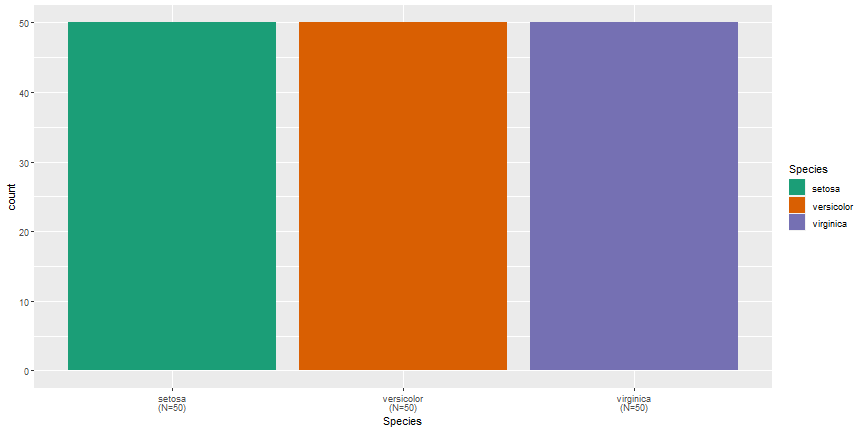 50
40
30
20
10
0
count
setosa
(N=50)
versicolor
(N=50)
virginica
(N=50)
Species
Species
setosa
versicolor
virginica